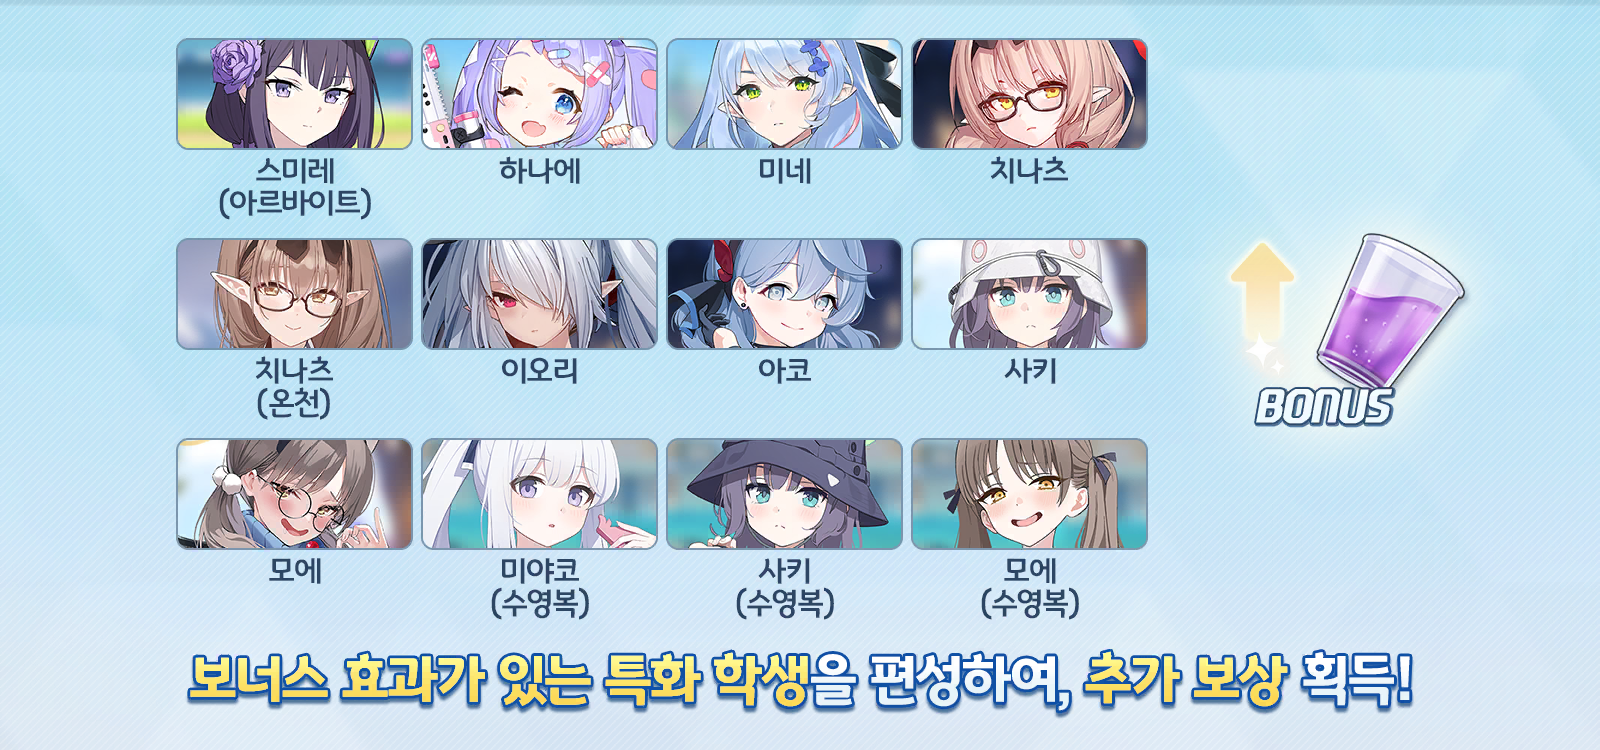 스미레 하나에 미네 치나츠
(아르바이트)
치나츠 이오리 아코 사키
(온천)
BONUS
모에 미야코 사키 모에
(수영복) (수영복) (수영복)
보너스 효과가 있는 특화 학생을 편성하여, 추가 보상 획득!